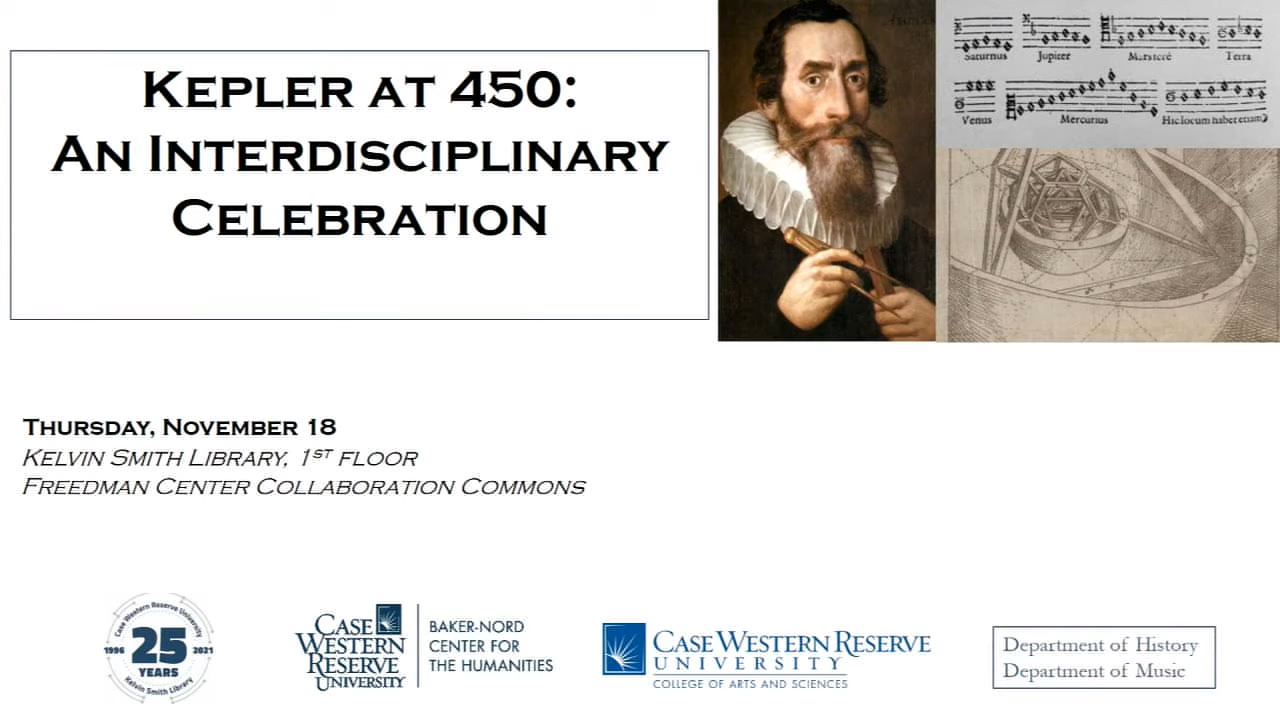 KEPLER AT 450:
AN INTERDISCIPLINARY
CELEBRATION
Saturnus Jupiter Terra
Venus Mercurius Hic locum habet etiam
THURSDAY, NOVEMBER 18
KELVIN SMITH LIBRARY, 1ST FLOOR
FREEDMAN CENTER COLLABORATION COMMONS
Case Western Reserve University
1996 25 2021
YEARS
Kelvin Smith Library
CASE
WESTERN
RESERVE
UNIVERSITY
BAKER-NORD
CENTER FOR
THE HUMANITIES
CASE WESTERN RESERVE
UNIVERSITY
COLLEGE OF ARTS AND SCIENCES
Department of History
Department of Music